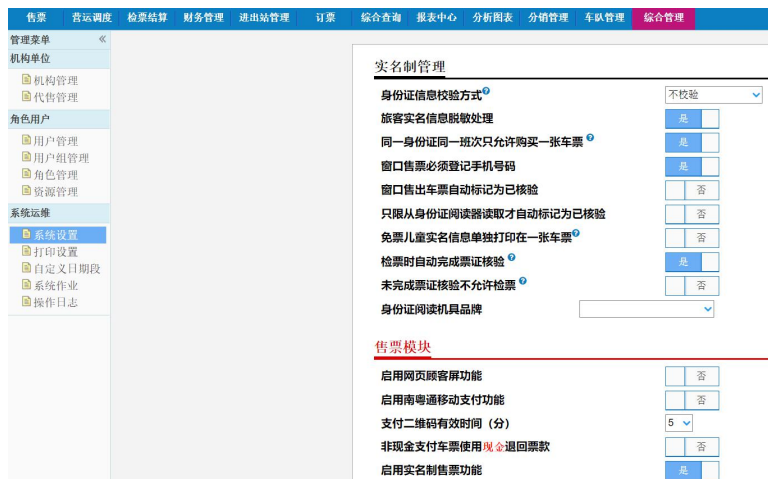 售票 营运调度 检票结算 财务管理 进出站管理 订票 综合查询 报表中心 分析图表 分销管理 车队管理 综合管理
管理菜单 «
机构单位
机构管理
代售管理
角色用户
用户管理
用户组管理
角色管理
资源管理
系统运维
系统设置
打印设置
自定义日期段
系统作业
操作日志
实名制管理
身份证信息校验方式 ? 不校验
旅客实名信息脱敏处理 是
同一身份证同一班次只允许购买一张车票 ? 是
窗口售票必须登记手机号码 是
窗口售出车票自动标记为已核验 否
只限从身份证阅读器读取才自动标记为已核验 否
免票儿童实名信息单独打印在一张车票 ? 否
检票时自动完成票证核验 ? 是
未完成票证核验不允许检票 ? 否
身份证阅读机具品牌
售票模块
启用网页顾客屏功能 否
启用南粤通移动支付功能 否
支付二维码有效时间（分） 5
非现金支付车票使用现金退回票款 否
启用实名制售票功能 是